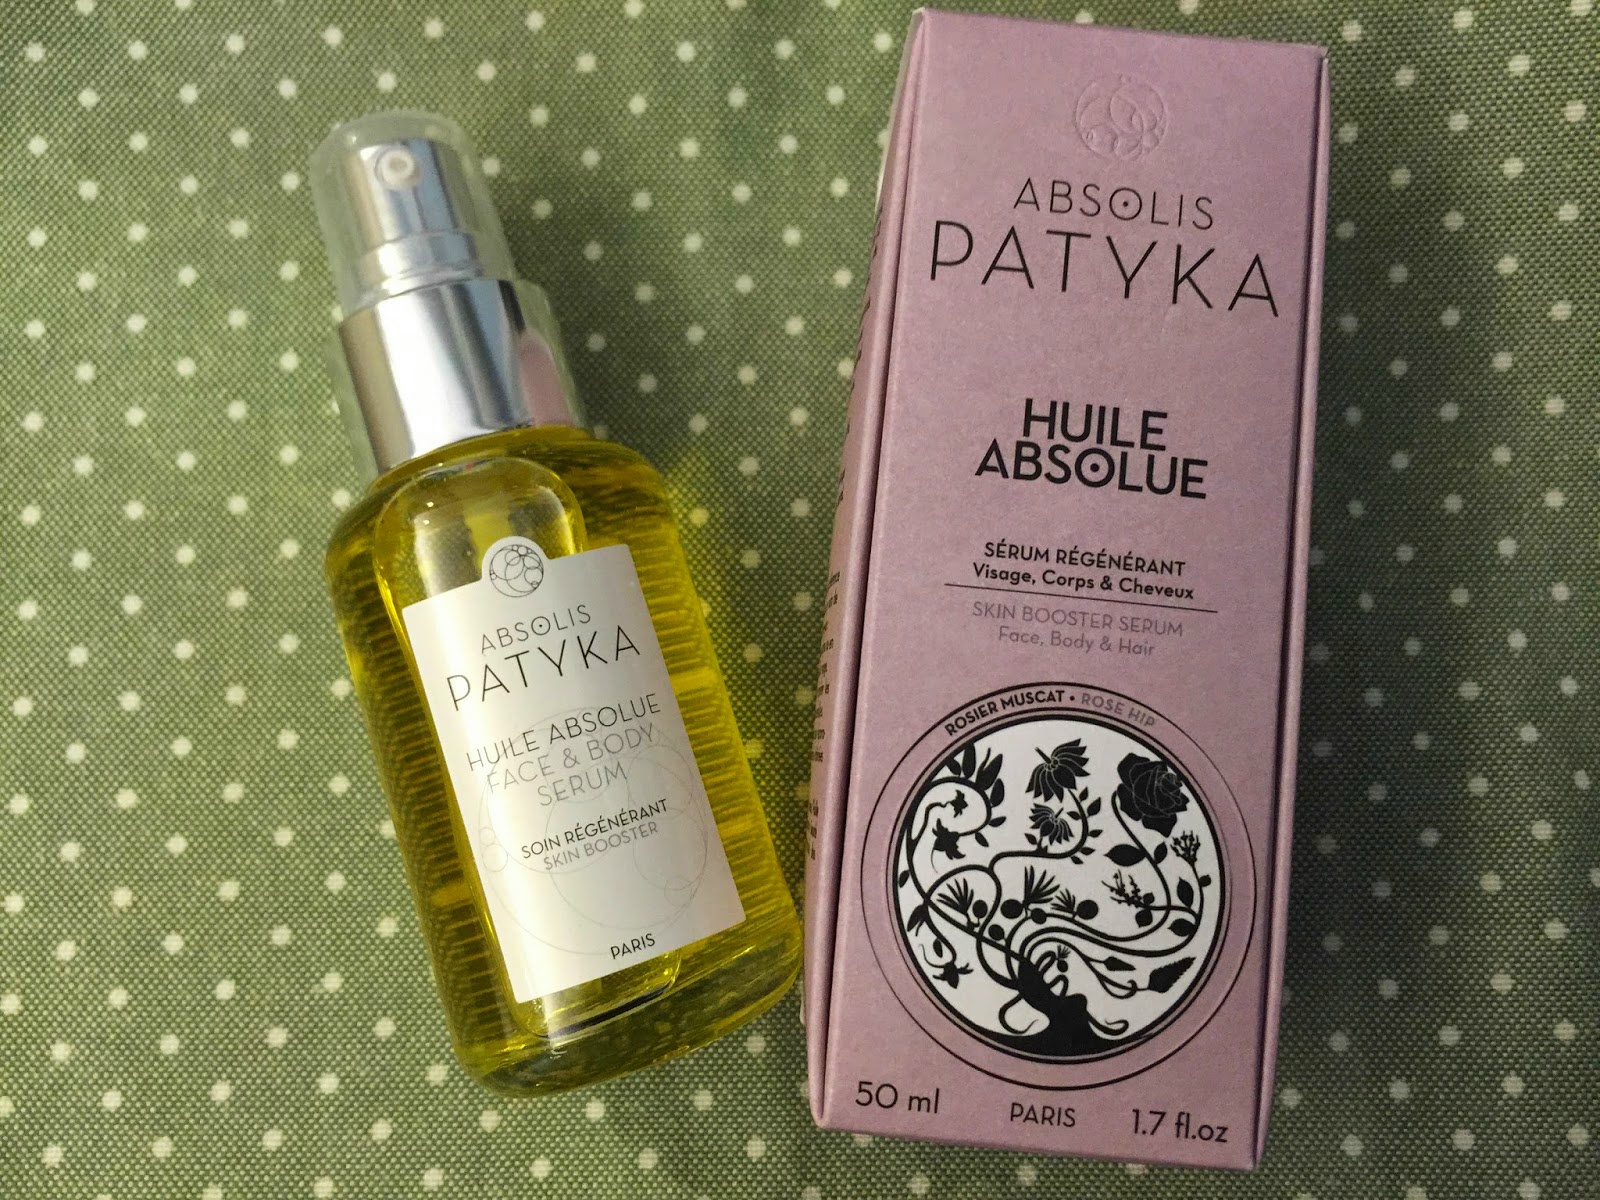 ABSOLIS
PATYKA
HUILE ABSOLUE
FACE & BODY
SERUM
SOIN RÉGÉNÉRANT
SKIN BOOSTER
PARIS
ABSOLIS
PATYKA
HUILE
ABSOLUE
SÉRUM RÉGÉNÉRANT
Visage, Corps & Cheveux
SKIN BOOSTER SERUM
Face, Body & Hair
ROSIER MUSCAT • ROSE HIP
50 ml
PARIS
1.7 fl.oz